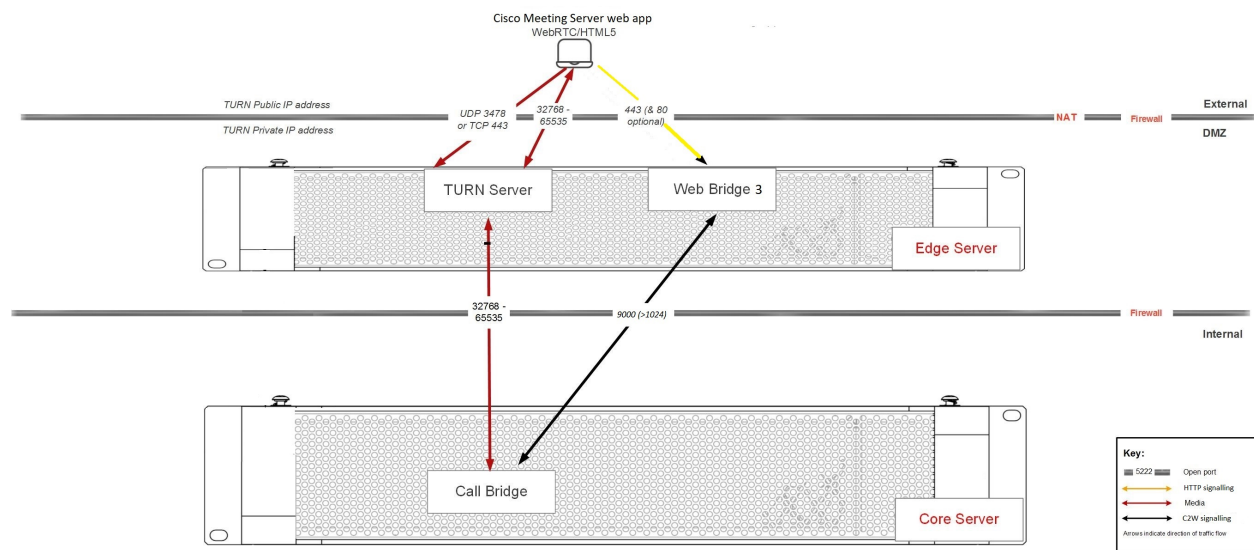 Cisco Meeting Server web app
WebRTC/HTML5
TURN Public IP address
TURN Private IP address
UDP 3478
or TCP 443
32768 -
65535
443 (& 80
optional)
NAT
Firewall
External
DMZ
TURN Server
Web Bridge 3
Edge Server
32768 -
65535
9000 (>1024)
Firewall
Internal
Call Bridge
Core Server
Key:
5222
Open port
HTTP signalling
Media
C2W signalling
Arrows indicate direction of traffic flow